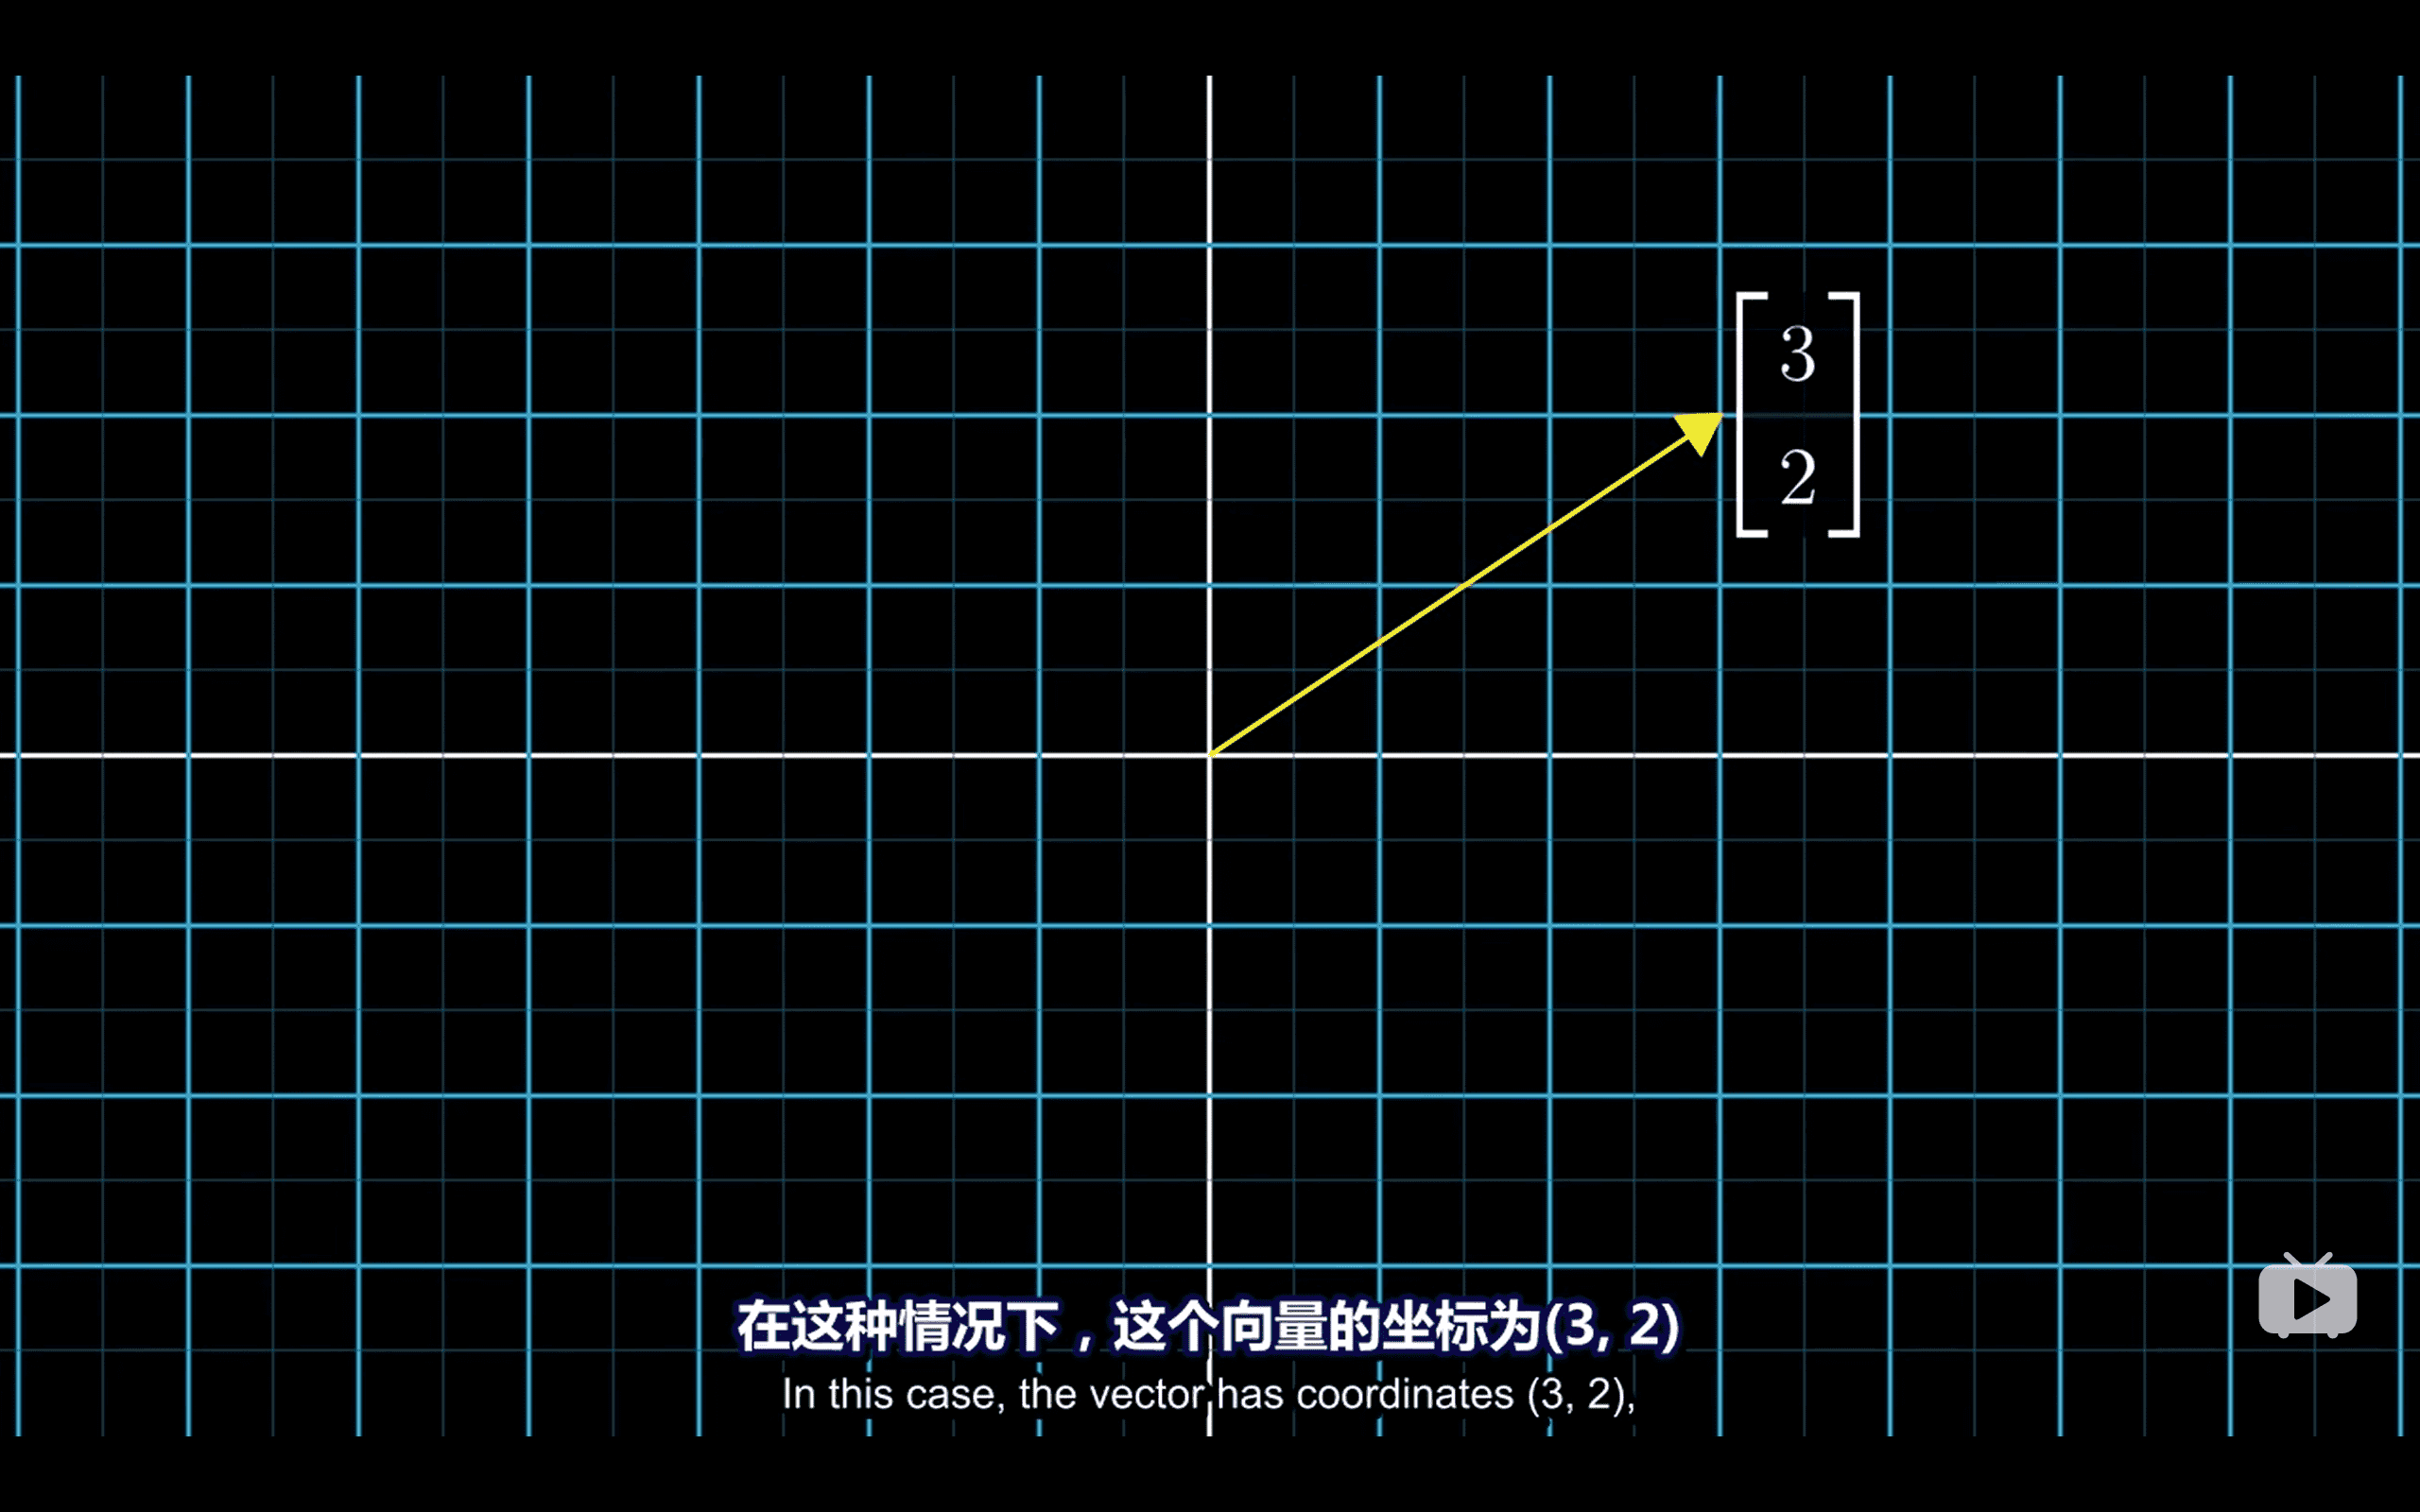 3
2
在这种情况下，这个向量的坐标为(3, 2)
In this case, the vector has coordinates (3, 2),